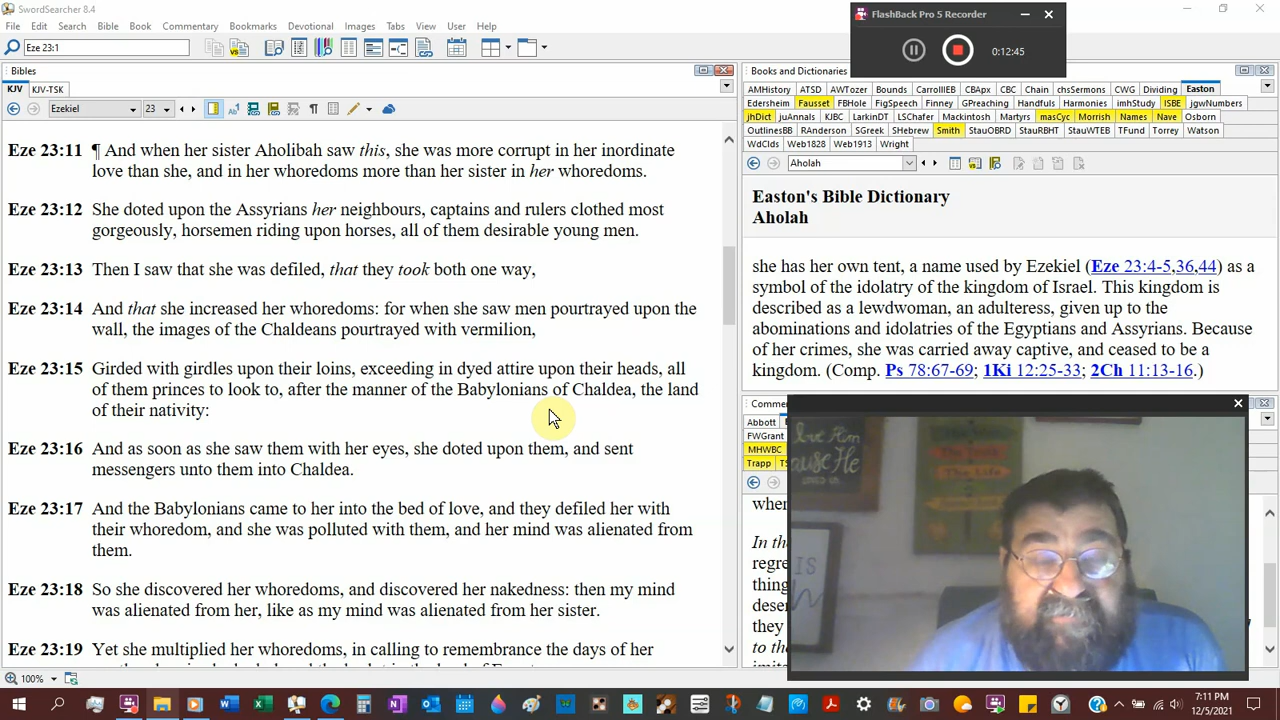 SwordSearcher 8.4
File Edit Search Bible Book Commentary Bookmarks Devotional Images Tabs View User Help
Eze 23:1
Bibles
KJV KJV-TSK
Ezekiel 23
Eze 23:11 ¶ And when her sister Aholibah saw this, she was more corrupt in her inordinate
love than she, and in her whoredoms more than her sister in her whoredoms.
Eze 23:12 She doted upon the Assyrians her neighbours, captains and rulers clothed most
gorgeously, horsemen riding upon horses, all of them desirable young men.
Eze 23:13 Then I saw that she was defiled, that they took both one way,
Eze 23:14 And that she increased her whoredoms: for when she saw men pourtrayed upon the
wall, the images of the Chaldeans pourtrayed with vermilion,
Eze 23:15 Girded with girdles upon their loins, exceeding in dyed attire upon their heads, all
of them princes to look to, after the manner of the Babylonians of Chaldea, the land
of their nativity:
Eze 23:16 And as soon as she saw them with her eyes, she doted upon them, and sent
messengers unto them into Chaldea.
Eze 23:17 And the Babylonians came to her into the bed of love, and they defiled her with
their whoredom, and she was polluted with them, and her mind was alienated from
them.
Eze 23:18 So she discovered her whoredoms, and discovered her nakedness: then my mind
was alienated from her, like as my mind was alienated from her sister.
Eze 23:19 Yet she multiplied her whoredoms, in calling to remembrance the days of her
100%
FlashBack Pro 5 Recorder
0:12:45
Books and Dictionaries
AMHistory ATSD AWTozer Bounds CarrollIEB CBApx CBC Chain chsSermons CWG Dividing Easton
Edersheim Fausset FBHole FigSpeech Finney GPreaching Handfuls Harmonies imhStudy ISBE jgwNumbers
jhDict juAnnals KJBC LarkinDT LSChafer Mackintosh Martyrs masCyc Morrish Names Nave Osborn
OutlinesBB RAnderson SGreek SHebrew Smith StauOBRD StauRBHT StauWTEB TFund Torrey Watson
WdClds Web1828 Web1913 Wright
Aholah
Easton's Bible Dictionary
Aholah
she has her own tent, a name used by Ezekiel (Eze 23:4-5,36,44) as a
symbol of the idolatry of the kingdom of Israel. This kingdom is
described as a lewdwoman, an adulteress, given up to the
abominations and idolatries of the Egyptians and Assyrians. Because
of her crimes, she was carried away captive, and ceased to be a
kingdom. (Comp. Ps 78:67-69; 1Ki 12:25-33; 2Ch 11:13-16.)
Comme
Abbott
FWGrant
MHWBC
Trapp
when
In the
regre
thing
deser
they
to the
imita
7:11 PM
12/5/2021